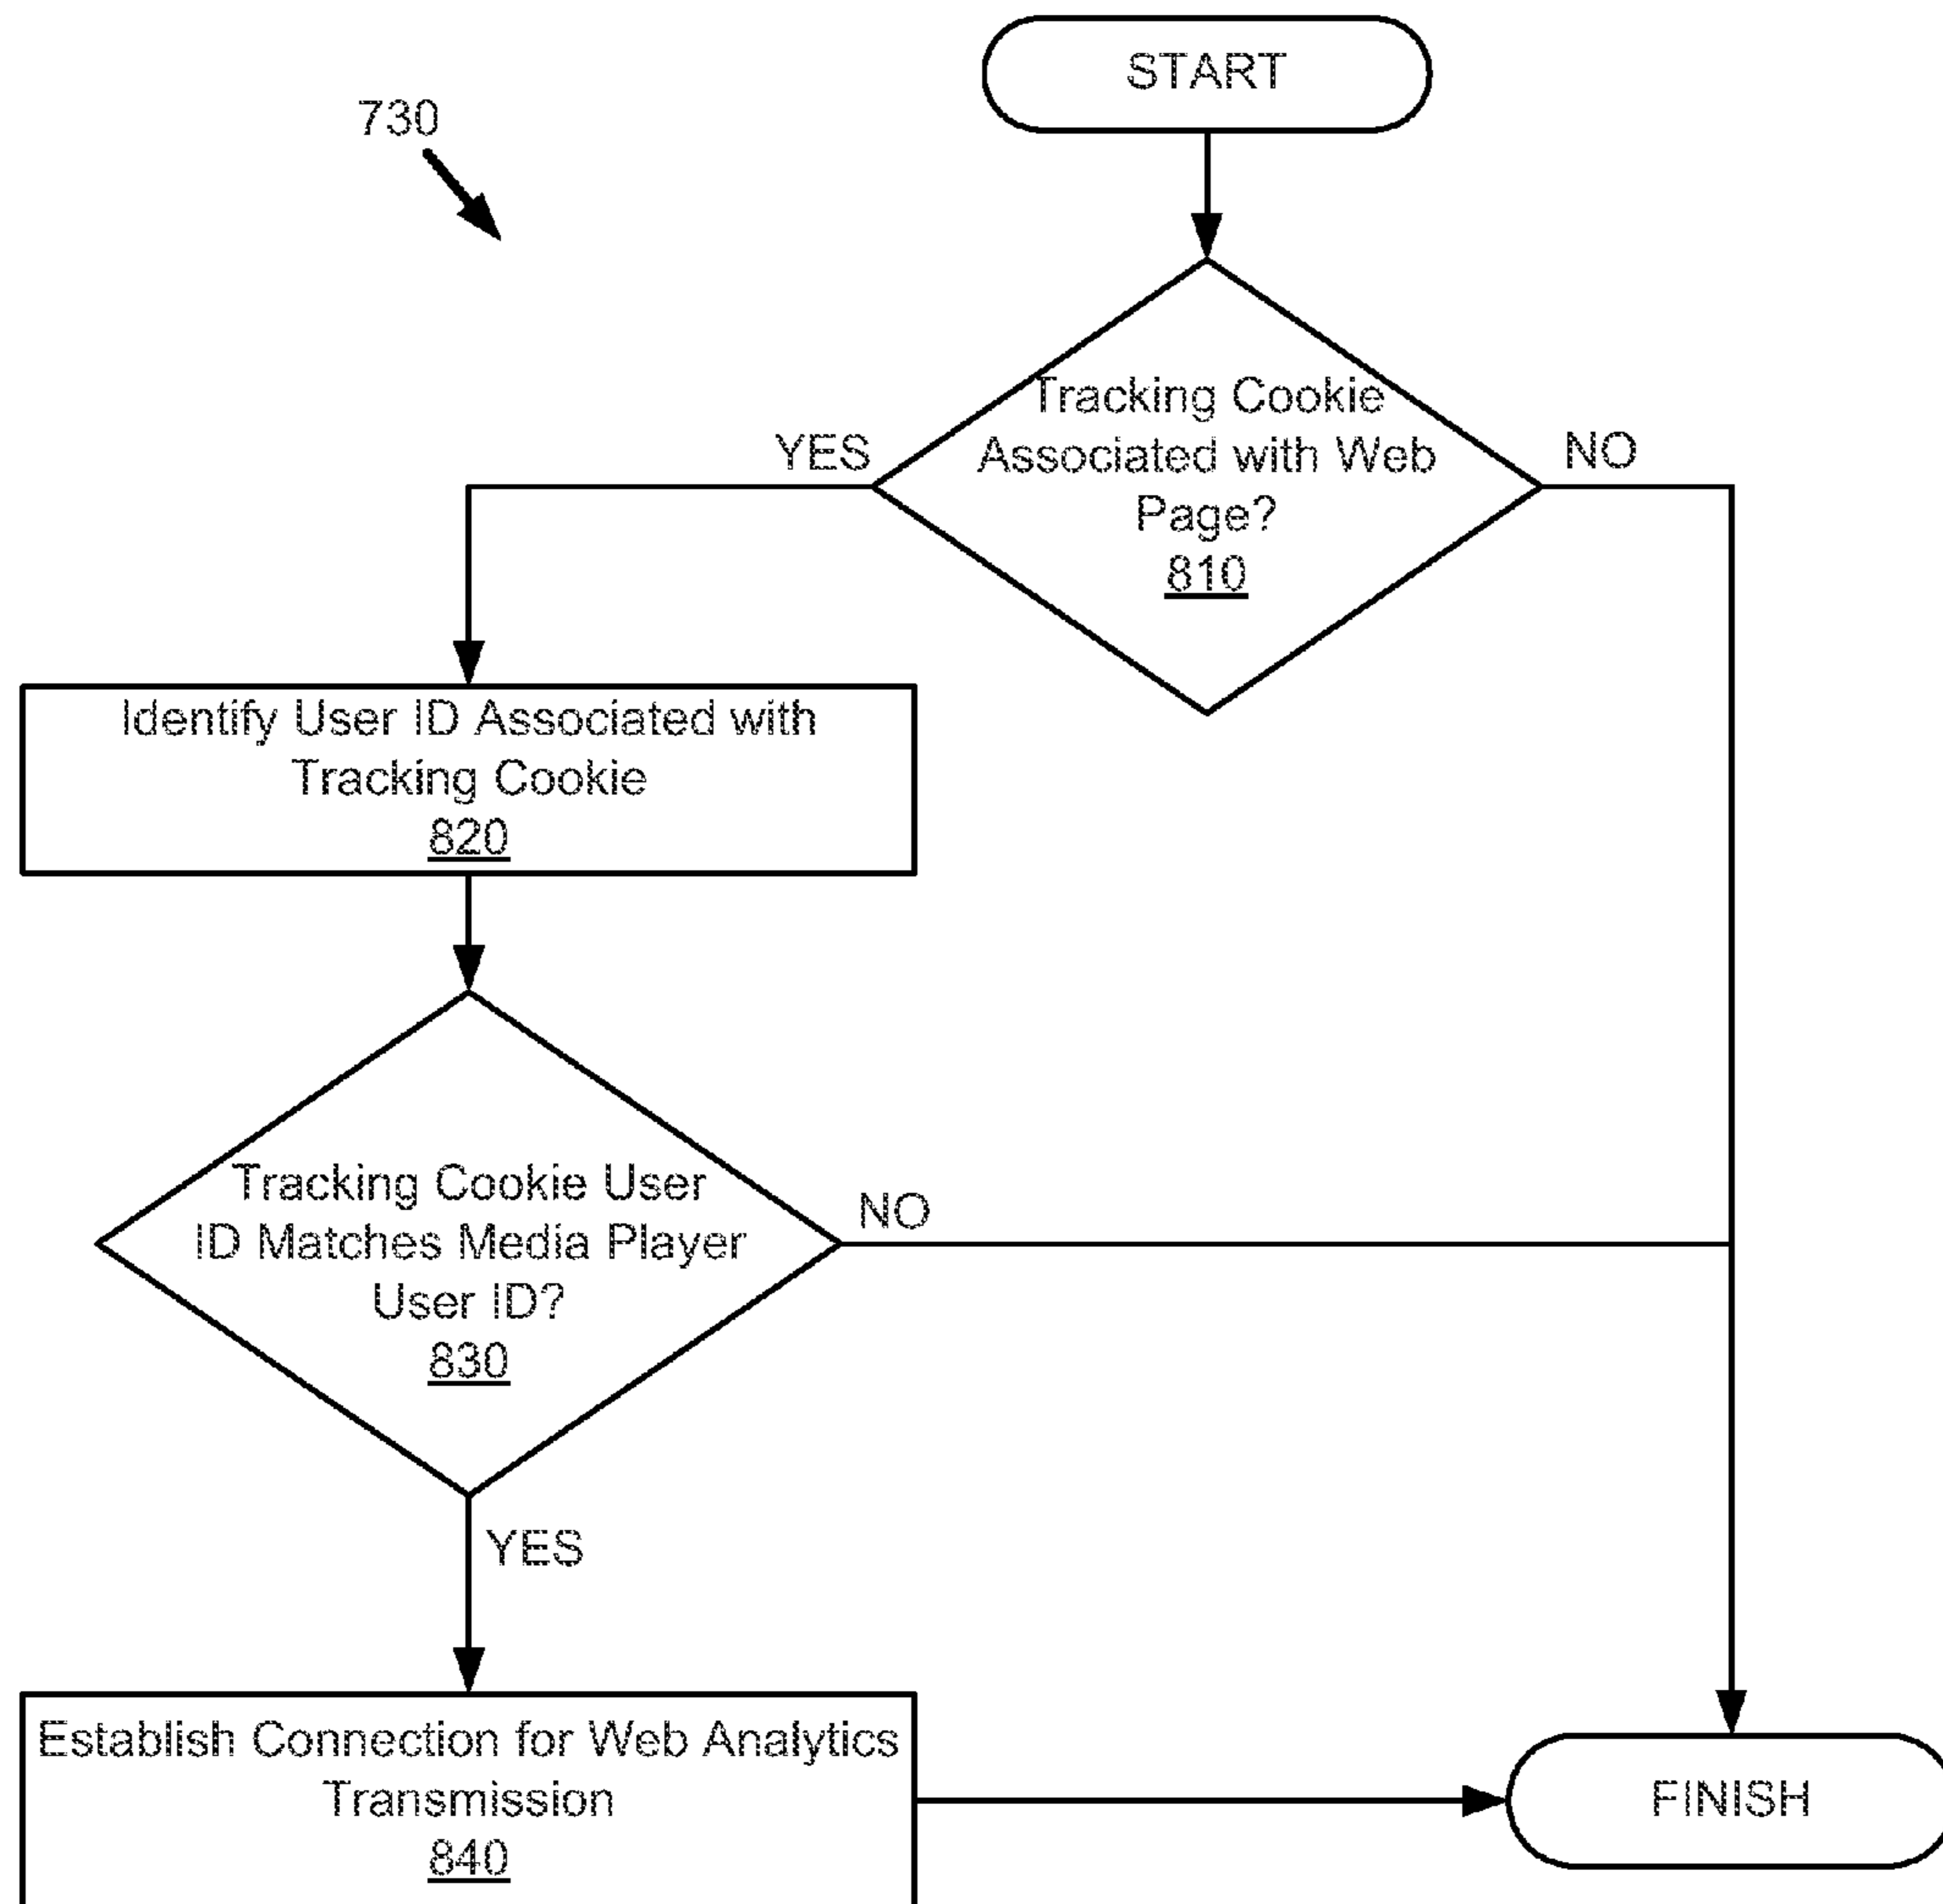 START
730
Tracking Cookie
Associated with Web
Page?
810
YES
NO
Identify User ID Associated with
Tracking Cookie
820
Tracking Cookie User
ID Matches Media Player
User ID?
830
NO
YES
Establish Connection for Web Analytics
Transmission
840
FINISH